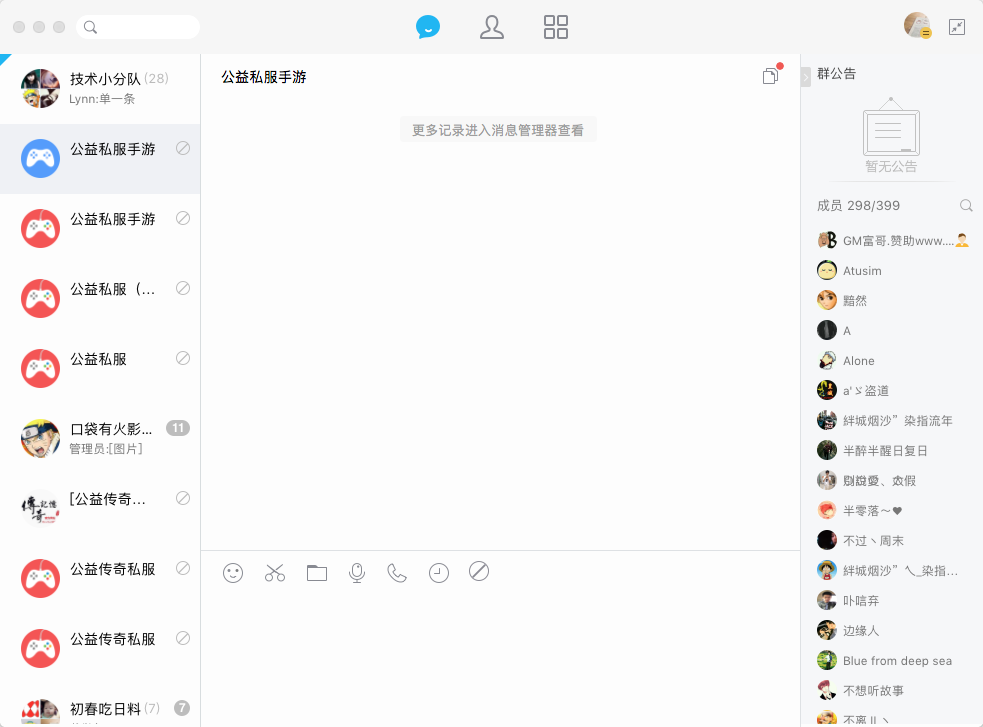 技术小分队 (28)
Lynn:单一条
公益私服手游
公益私服手游
公益私服（...
公益私服
口袋有火影... 11
管理员:[图片]
[公益传奇...
公益传奇私服
公益传奇私服
初春吃日料 (7) 7
公益私服手游
更多记录进入消息管理器查看
群公告
暂无公告
成员 298/399
GM富哥.赞助www....
Atusim
黯然
A
Alone
a'ゞ盗道
絆城烟沙”染指流年
半醉半醒日复日
半零落～❤
不过丶周末
絆城烟沙”乀_染指...
卟唁弃
边缘人
Blue from deep sea
不想听故事
不离〢丶